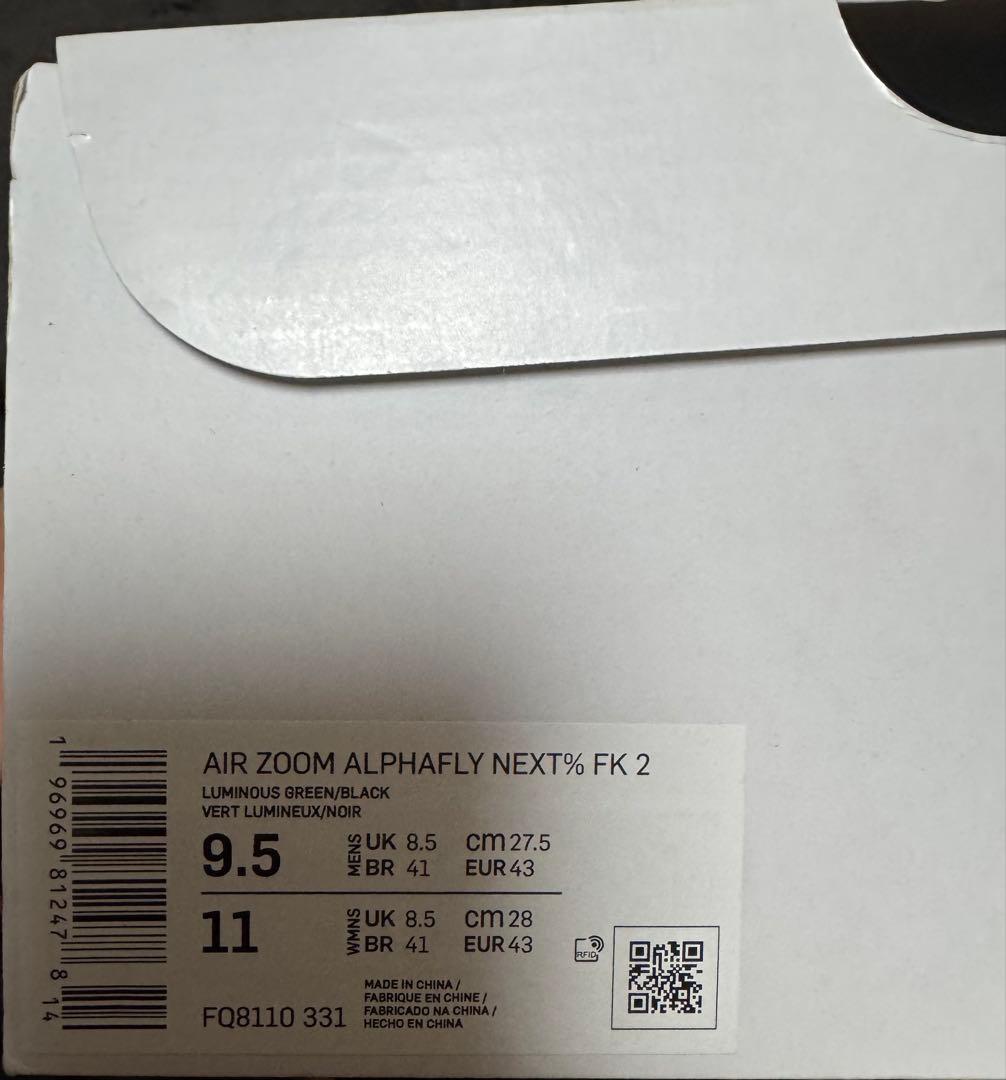 AIR ZOOM ALPHAFLY NEXT% FK 2
LUMINOUS GREEN/BLACK
VERT LUMINEUX/NOIR
9.5 MENS UK 8.5 cm 27.5
BR 41 EUR 43
11 WMNS UK 8.5 cm 28
BR 41 EUR 43
RFID
FQ8110 331
MADE IN CHINA /
FABRIQUE EN CHINE /
FABRICADO NA CHINA /
HECHO EN CHINA
1 96969 81247 8 14